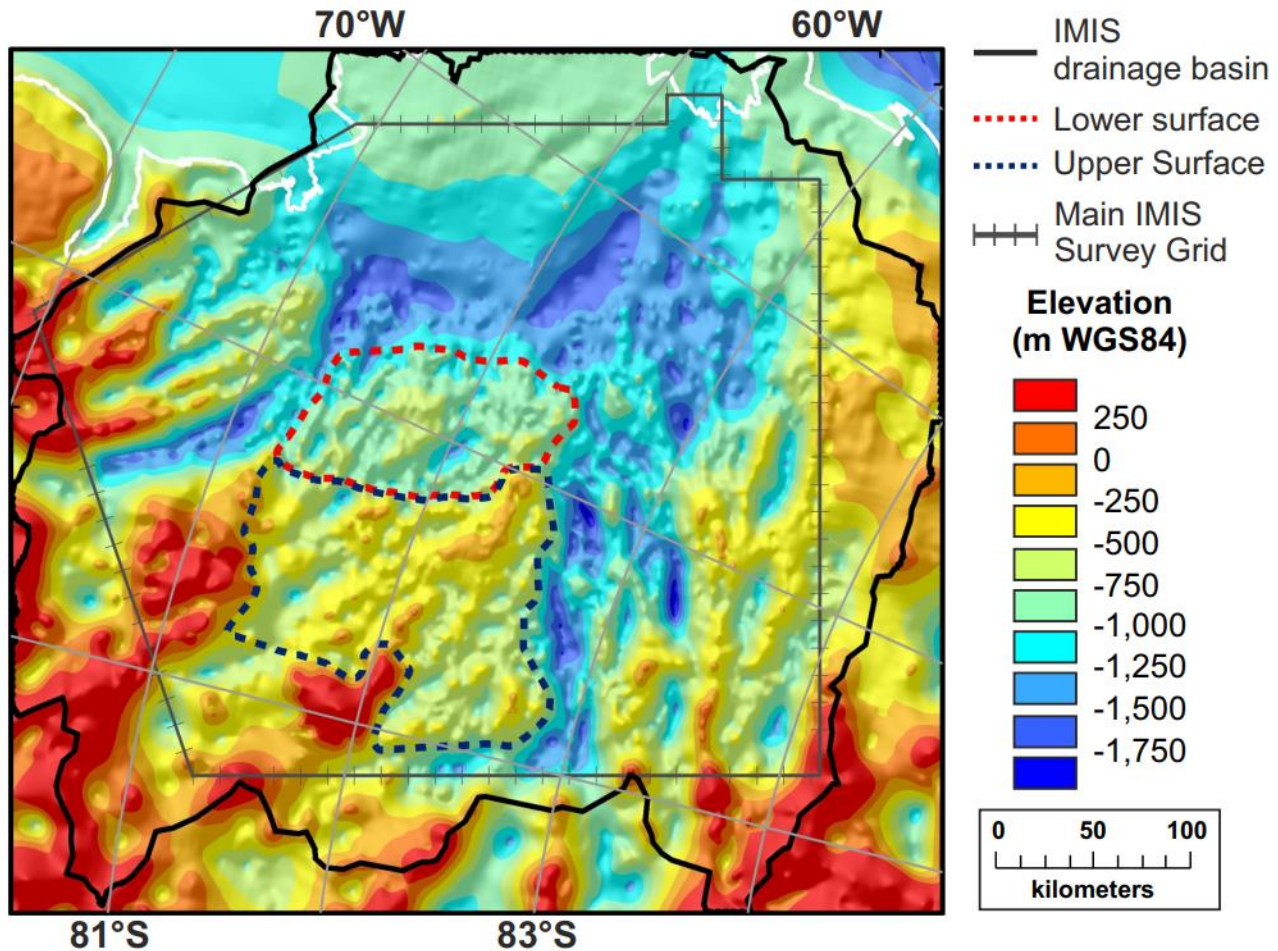 70°W
60°W
IMIS
drainage basin
Lower surface
Upper Surface
Main IMIS
Survey Grid
Elevation
(m WGS84)
250
0
-250
-500
-750
-1,000
-1,250
-1,500
-1,750
0 50 100
kilometers
81°S
83°S